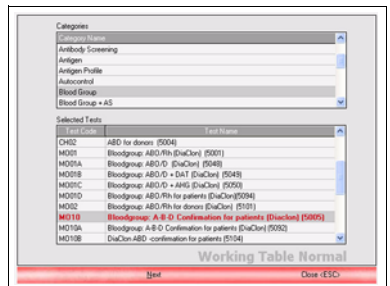 Categories
Category Name
Antibody Screening
Antigen
Antigen Profile
Autocontrol
Blood Group
Blood Group + AS
Selected Tests
Test Code Test Name
CH02 ABD for donors (5004)
MO01 Bloodgroup: ABO/Rh (DiaClon) (5001)
MO01A Bloodgroup: ABO/D (DiaClon) (5048)
MO01B Bloodgroup: ABO/D + DAT (DiaClon) (5049)
MO01C Bloodgroup: ABO/D + AHG (DiaClon) (5050)
MO01D Bloodgroup: ABO/Rh for patients (DiaClon)(5094)
MO02 Bloodgroup: ABO/Rh for donors (DiaClon) (5101)
MO10 Bloodgroup: A-B-D Confirmation for patients (Diaclon) (5005)
MO10A Bloodgroup: A-B-D Confirmation for patients (DiaClon) (5092)
MO10B DiaClon ABD -confirmation for patients (5104)
Working Table Normal
Next Close <ESC>